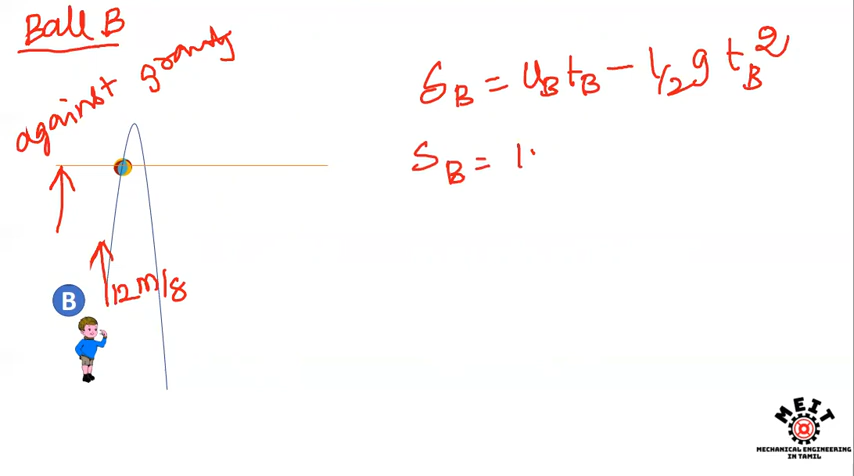 Ball B
against gravity
S_B = u_B t_B − 1/2 g t_B^2
S_B = 1
12 m/s
B
MEIT
MECHANICAL ENGINEERING
IN TAMIL